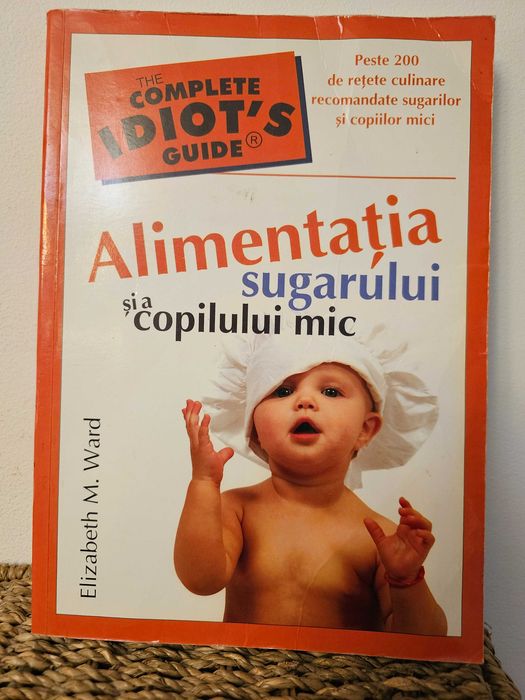 THE
COMPLETE
IDIOT'S
GUIDE®
Peste 200
de rețete culinare
recomandate sugarilor
și copiilor mici
Alimentația
sugarului
și a
copilului mic
Elizabeth M. Ward